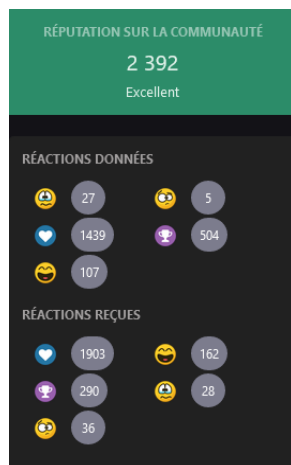 RÉPUTATION SUR LA COMMUNAUTÉ
2 392
Excellent
RÉACTIONS DONNÉES
27 5
1439 504
107
RÉACTIONS REÇUES
1903 162
290 28
36